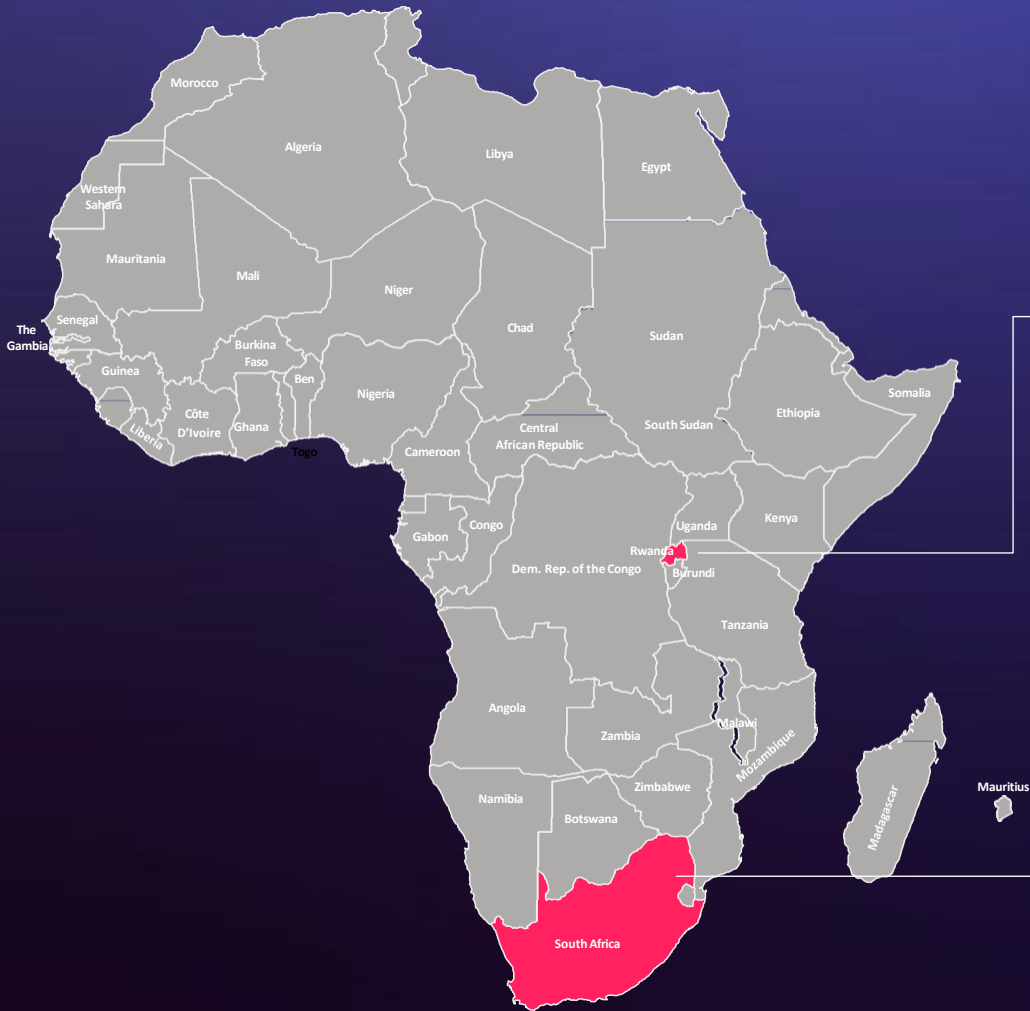 Morocco
Algeria
Libya
Egypt
Western
Sahara
Mauritania
Mali
Niger
Chad
Sudan
Senegal
The
Gambia
Burkina
Faso
Guinea
Ben
Nigeria
Somalia
Côte
D'Ivoire
Ghana
Ethiopia
South Sudan
Liberia
Central
African Republic
Togo
Cameroon
Kenya
Uganda
Congo
Gabon
Rwanda
Dem. Rep. of the Congo
Burundi
Tanzania
Angola
Malawi
Zambia
Mozambique
Zimbabwe
Mauritius
Namibia
Botswana
Madagascar
South Africa